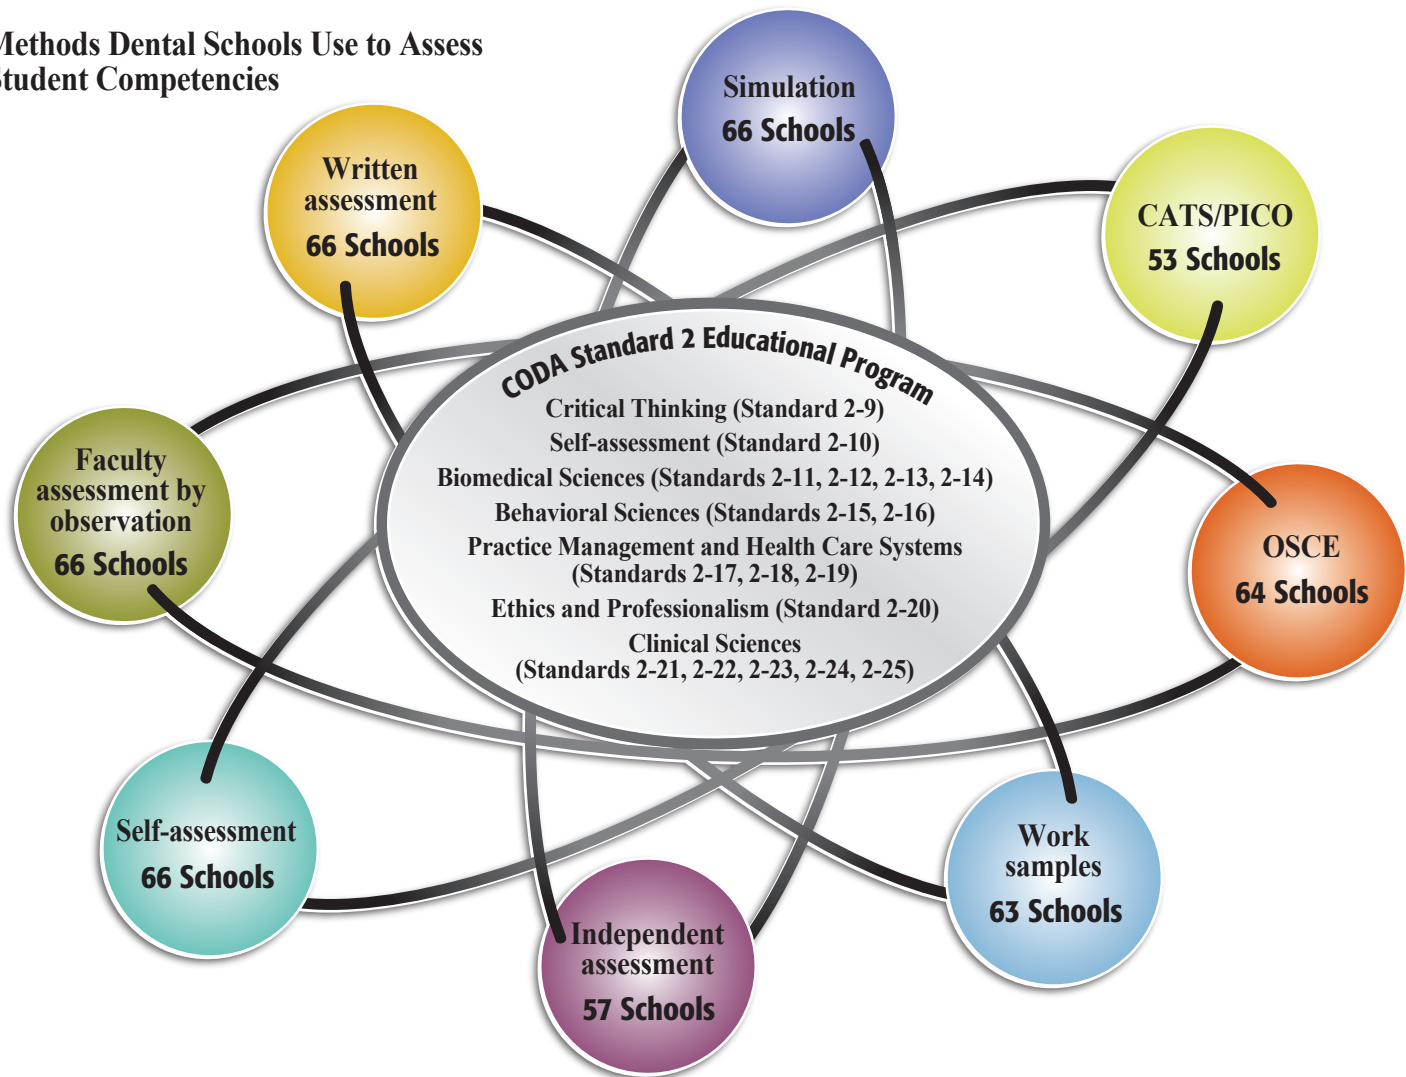 Methods Dental Schools Use to Assess
Student Competencies
Simulation
66 Schools
Written
assessment
66 Schools
CATS/PICO
53 Schools
CODA Standard 2 Educational Program
Critical Thinking (Standard 2-9)
Self-assessment (Standard 2-10)
Biomedical Sciences (Standards 2-11, 2-12, 2-13, 2-14)
Behavioral Sciences (Standards 2-15, 2-16)
Practice Management and Health Care Systems
(Standards 2-17, 2-18, 2-19)
Ethics and Professionalism (Standard 2-20)
Clinical Sciences
(Standards 2-21, 2-22, 2-23, 2-24, 2-25)
Faculty
assessment by
observation
66 Schools
OSCE
64 Schools
Self-assessment
66 Schools
Work
samples
63 Schools
Independent
assessment
57 Schools